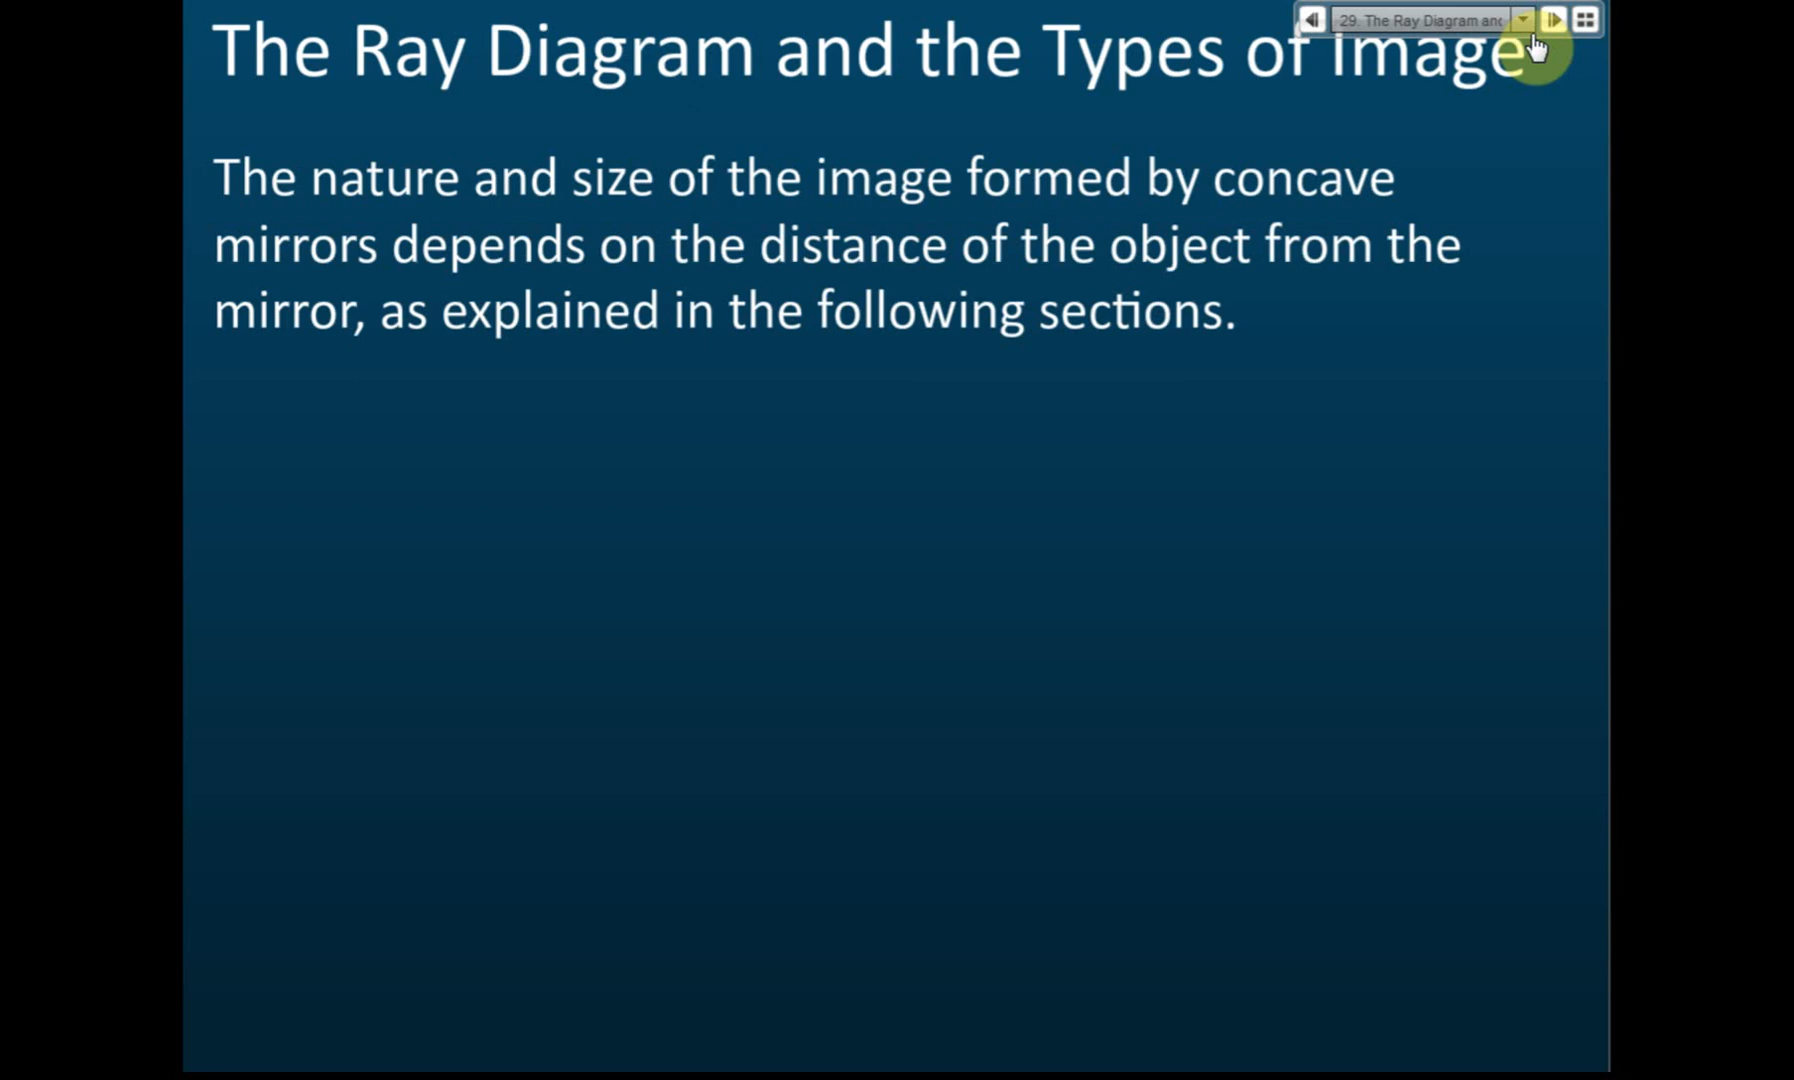 The Ray Diagram and the Types of Image
29. The Ray Diagram and
The nature and size of the image formed by concave
mirrors depends on the distance of the object from the
mirror, as explained in the following sections.